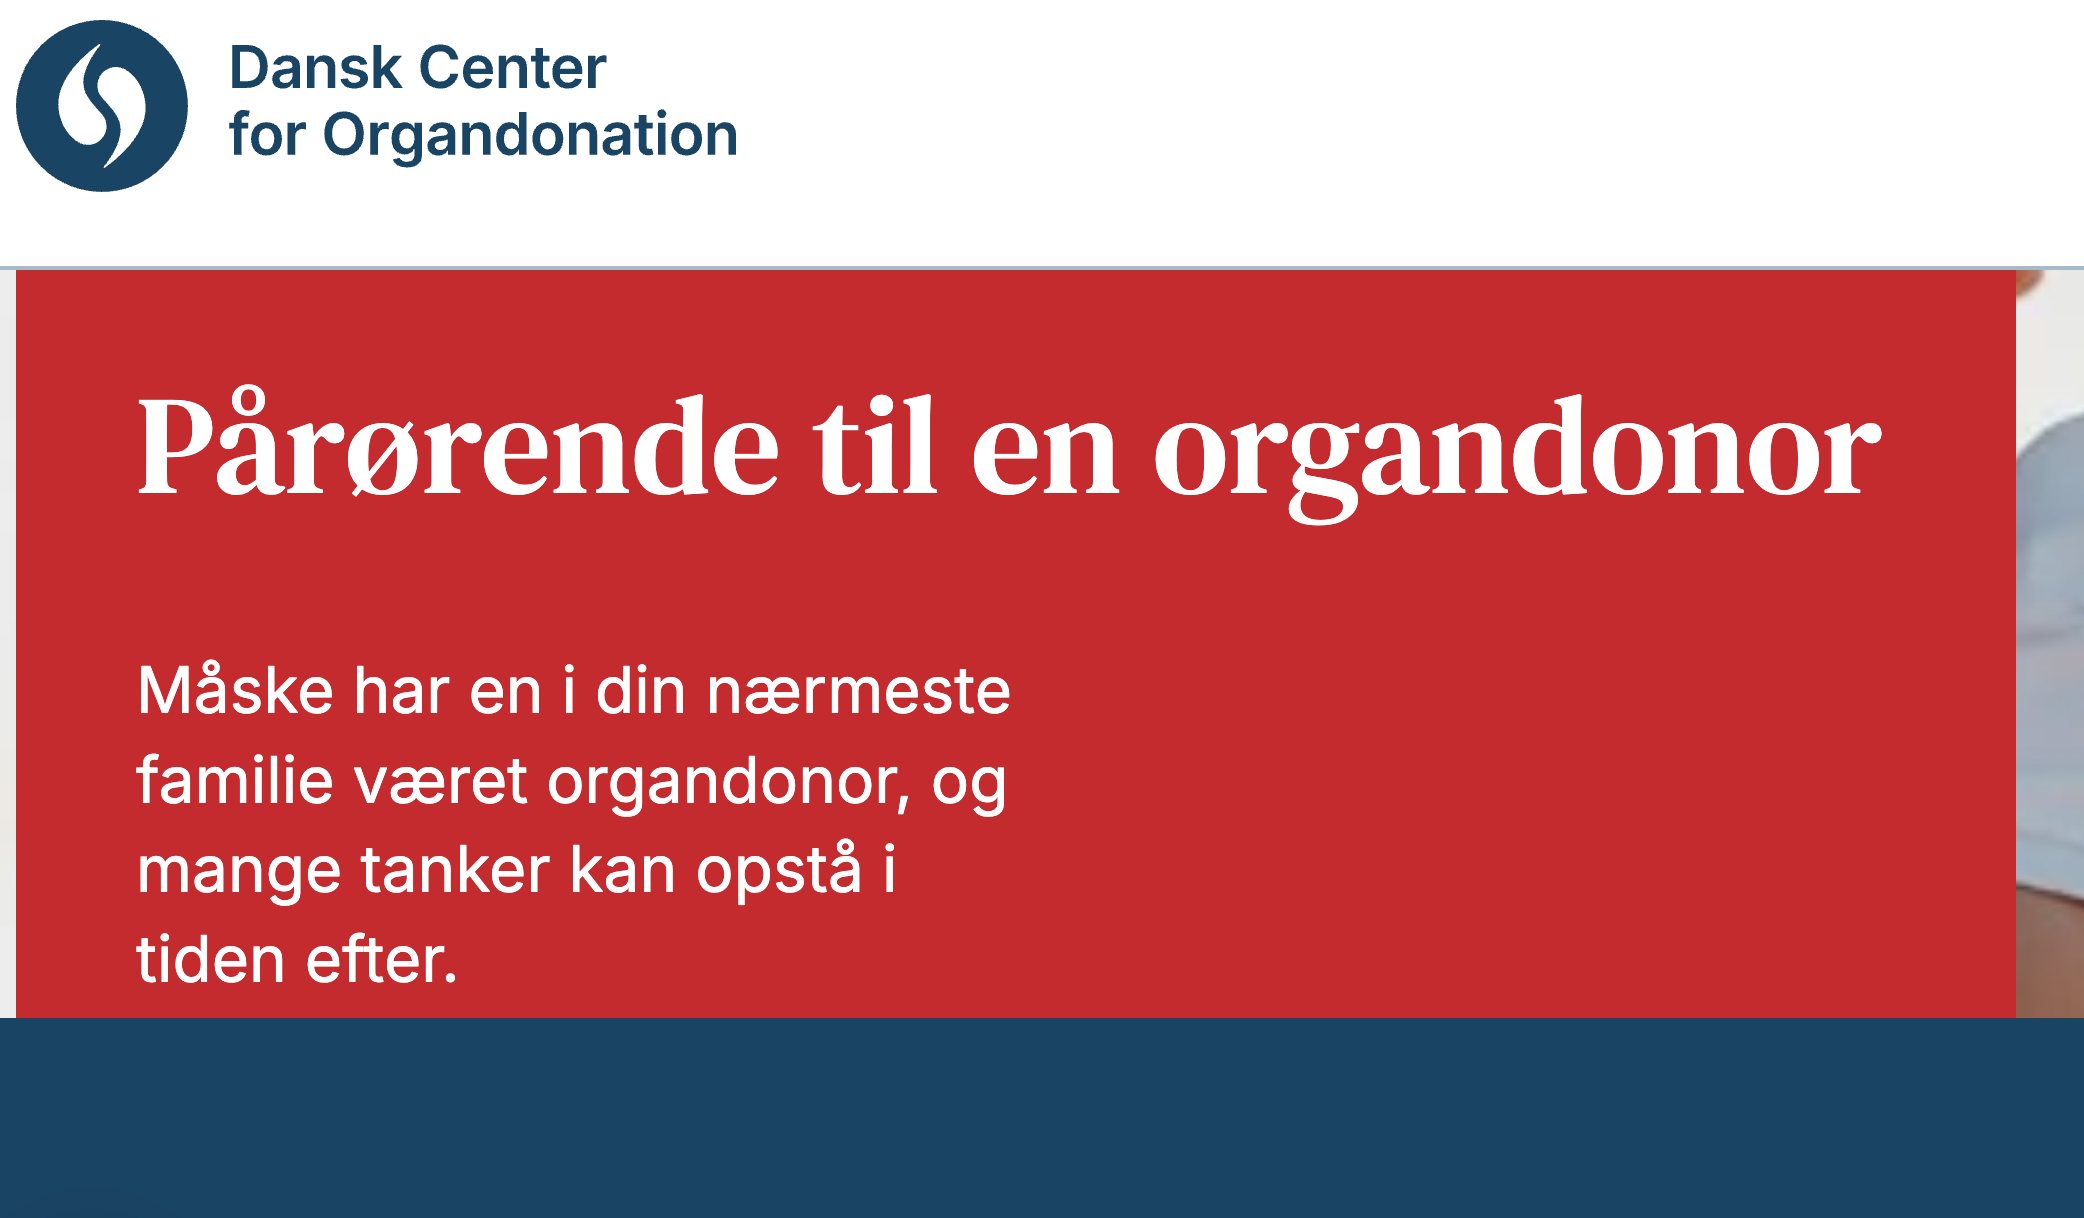 Dansk Center
for Organdonation
Pårørende til en organdonor
Måske har en i din nærmeste
familie været organdonor, og
mange tanker kan opstå i
tiden efter.